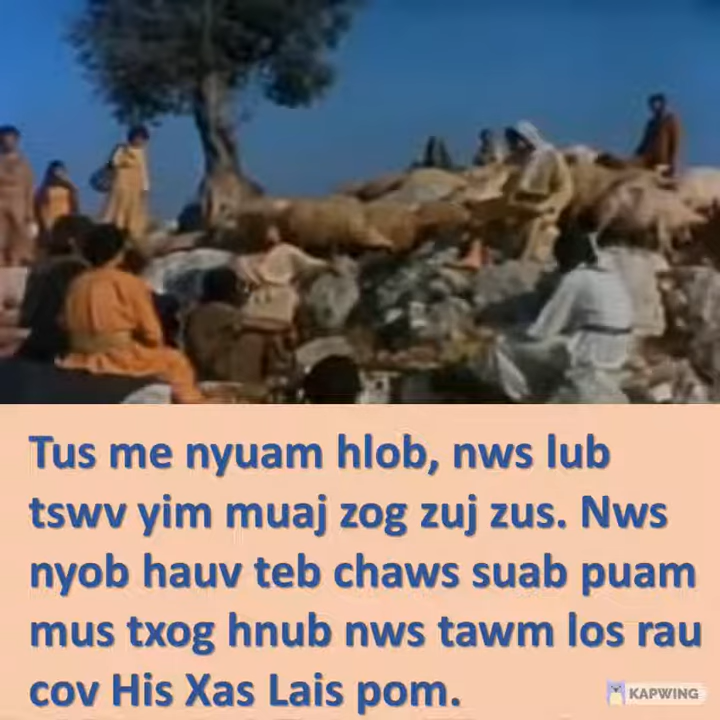 Tus me nyuam hlob, nws lub
tswv yim muaj zog zuj zus. Nws
nyob hauv teb chaws suab puam
mus txog hnub nws tawm los rau
cov His Xas Lais pom.
KAPWING